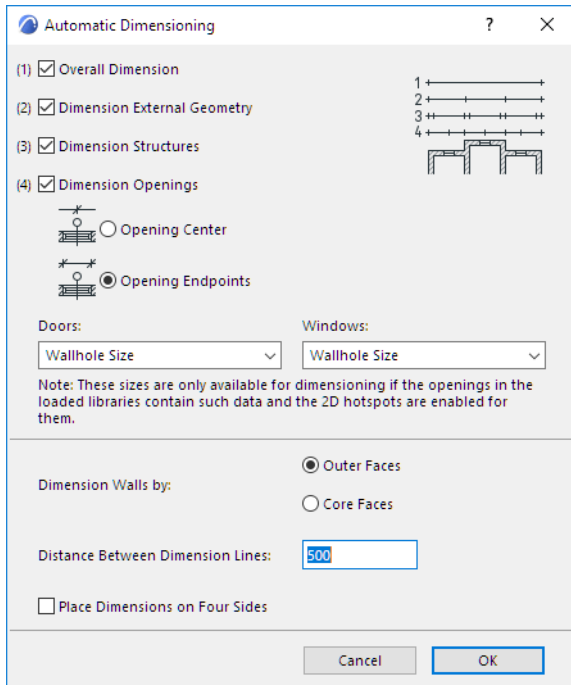 Automatic Dimensioning ? ×
(1) Overall Dimension
(2) Dimension External Geometry
(3) Dimension Structures
(4) Dimension Openings
1
2
3
4
Opening Center
Opening Endpoints
Doors: Windows:
Wallhole Size Wallhole Size
Note: These sizes are only available for dimensioning if the openings in the
loaded libraries contain such data and the 2D hotspots are enabled for
them.
Outer Faces
Dimension Walls by:
Core Faces
Distance Between Dimension Lines: 500
Place Dimensions on Four Sides
Cancel OK